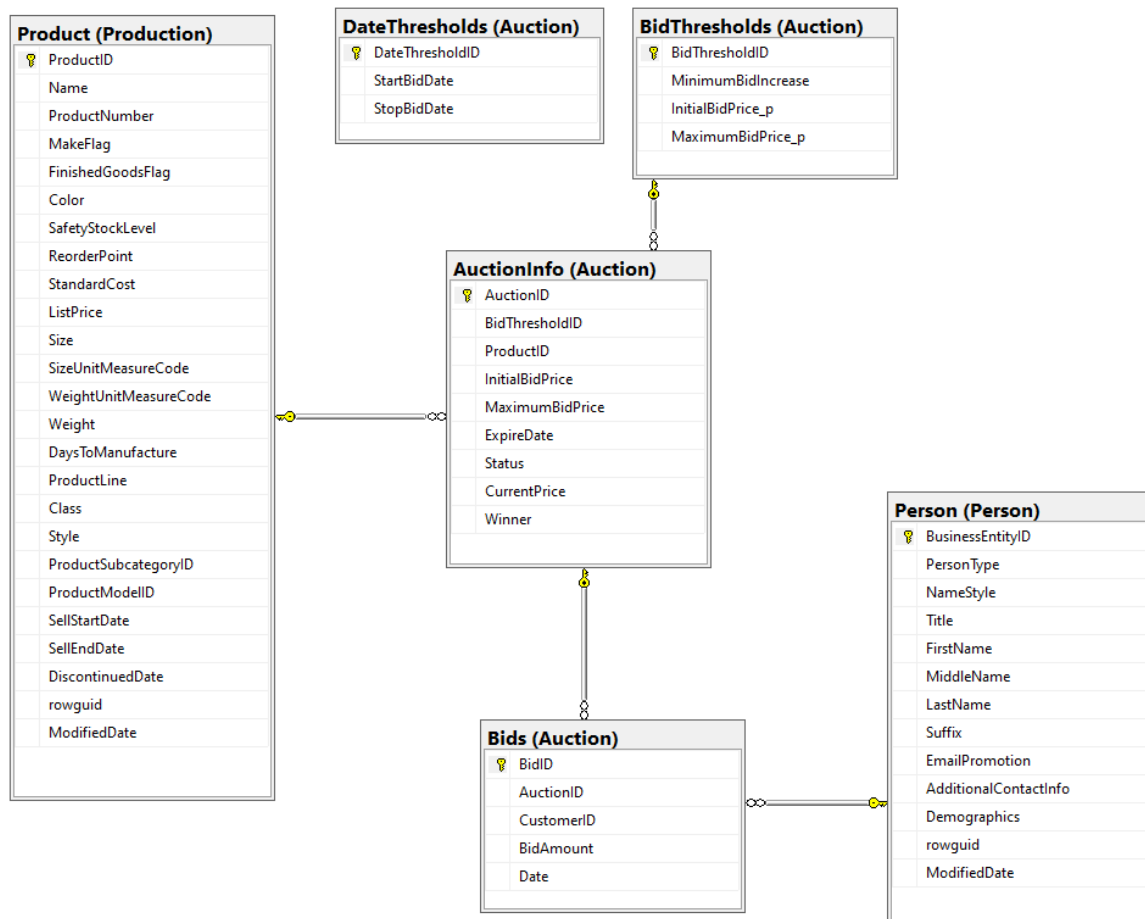 Product (Production)
ProductID
Name
ProductNumber
MakeFlag
FinishedGoodsFlag
Color
SafetyStockLevel
ReorderPoint
StandardCost
ListPrice
Size
SizeUnitMeasureCode
WeightUnitMeasureCode
Weight
DaysToManufacture
ProductLine
Class
Style
ProductSubcategoryID
ProductModelID
SellStartDate
SellEndDate
DiscontinuedDate
rowguid
ModifiedDate
DateThresholds (Auction)
DateThresholdID
StartBidDate
StopBidDate
BidThresholds (Auction)
BidThresholdID
MinimumBidIncrease
InitialBidPrice_p
MaximumBidPrice_p
AuctionInfo (Auction)
AuctionID
BidThresholdID
ProductID
InitialBidPrice
MaximumBidPrice
ExpireDate
Status
CurrentPrice
Winner
Bids (Auction)
BidID
AuctionID
CustomerID
BidAmount
Date
Person (Person)
BusinessEntityID
PersonType
NameStyle
Title
FirstName
MiddleName
LastName
Suffix
EmailPromotion
AdditionalContactInfo
Demographics
rowguid
ModifiedDate